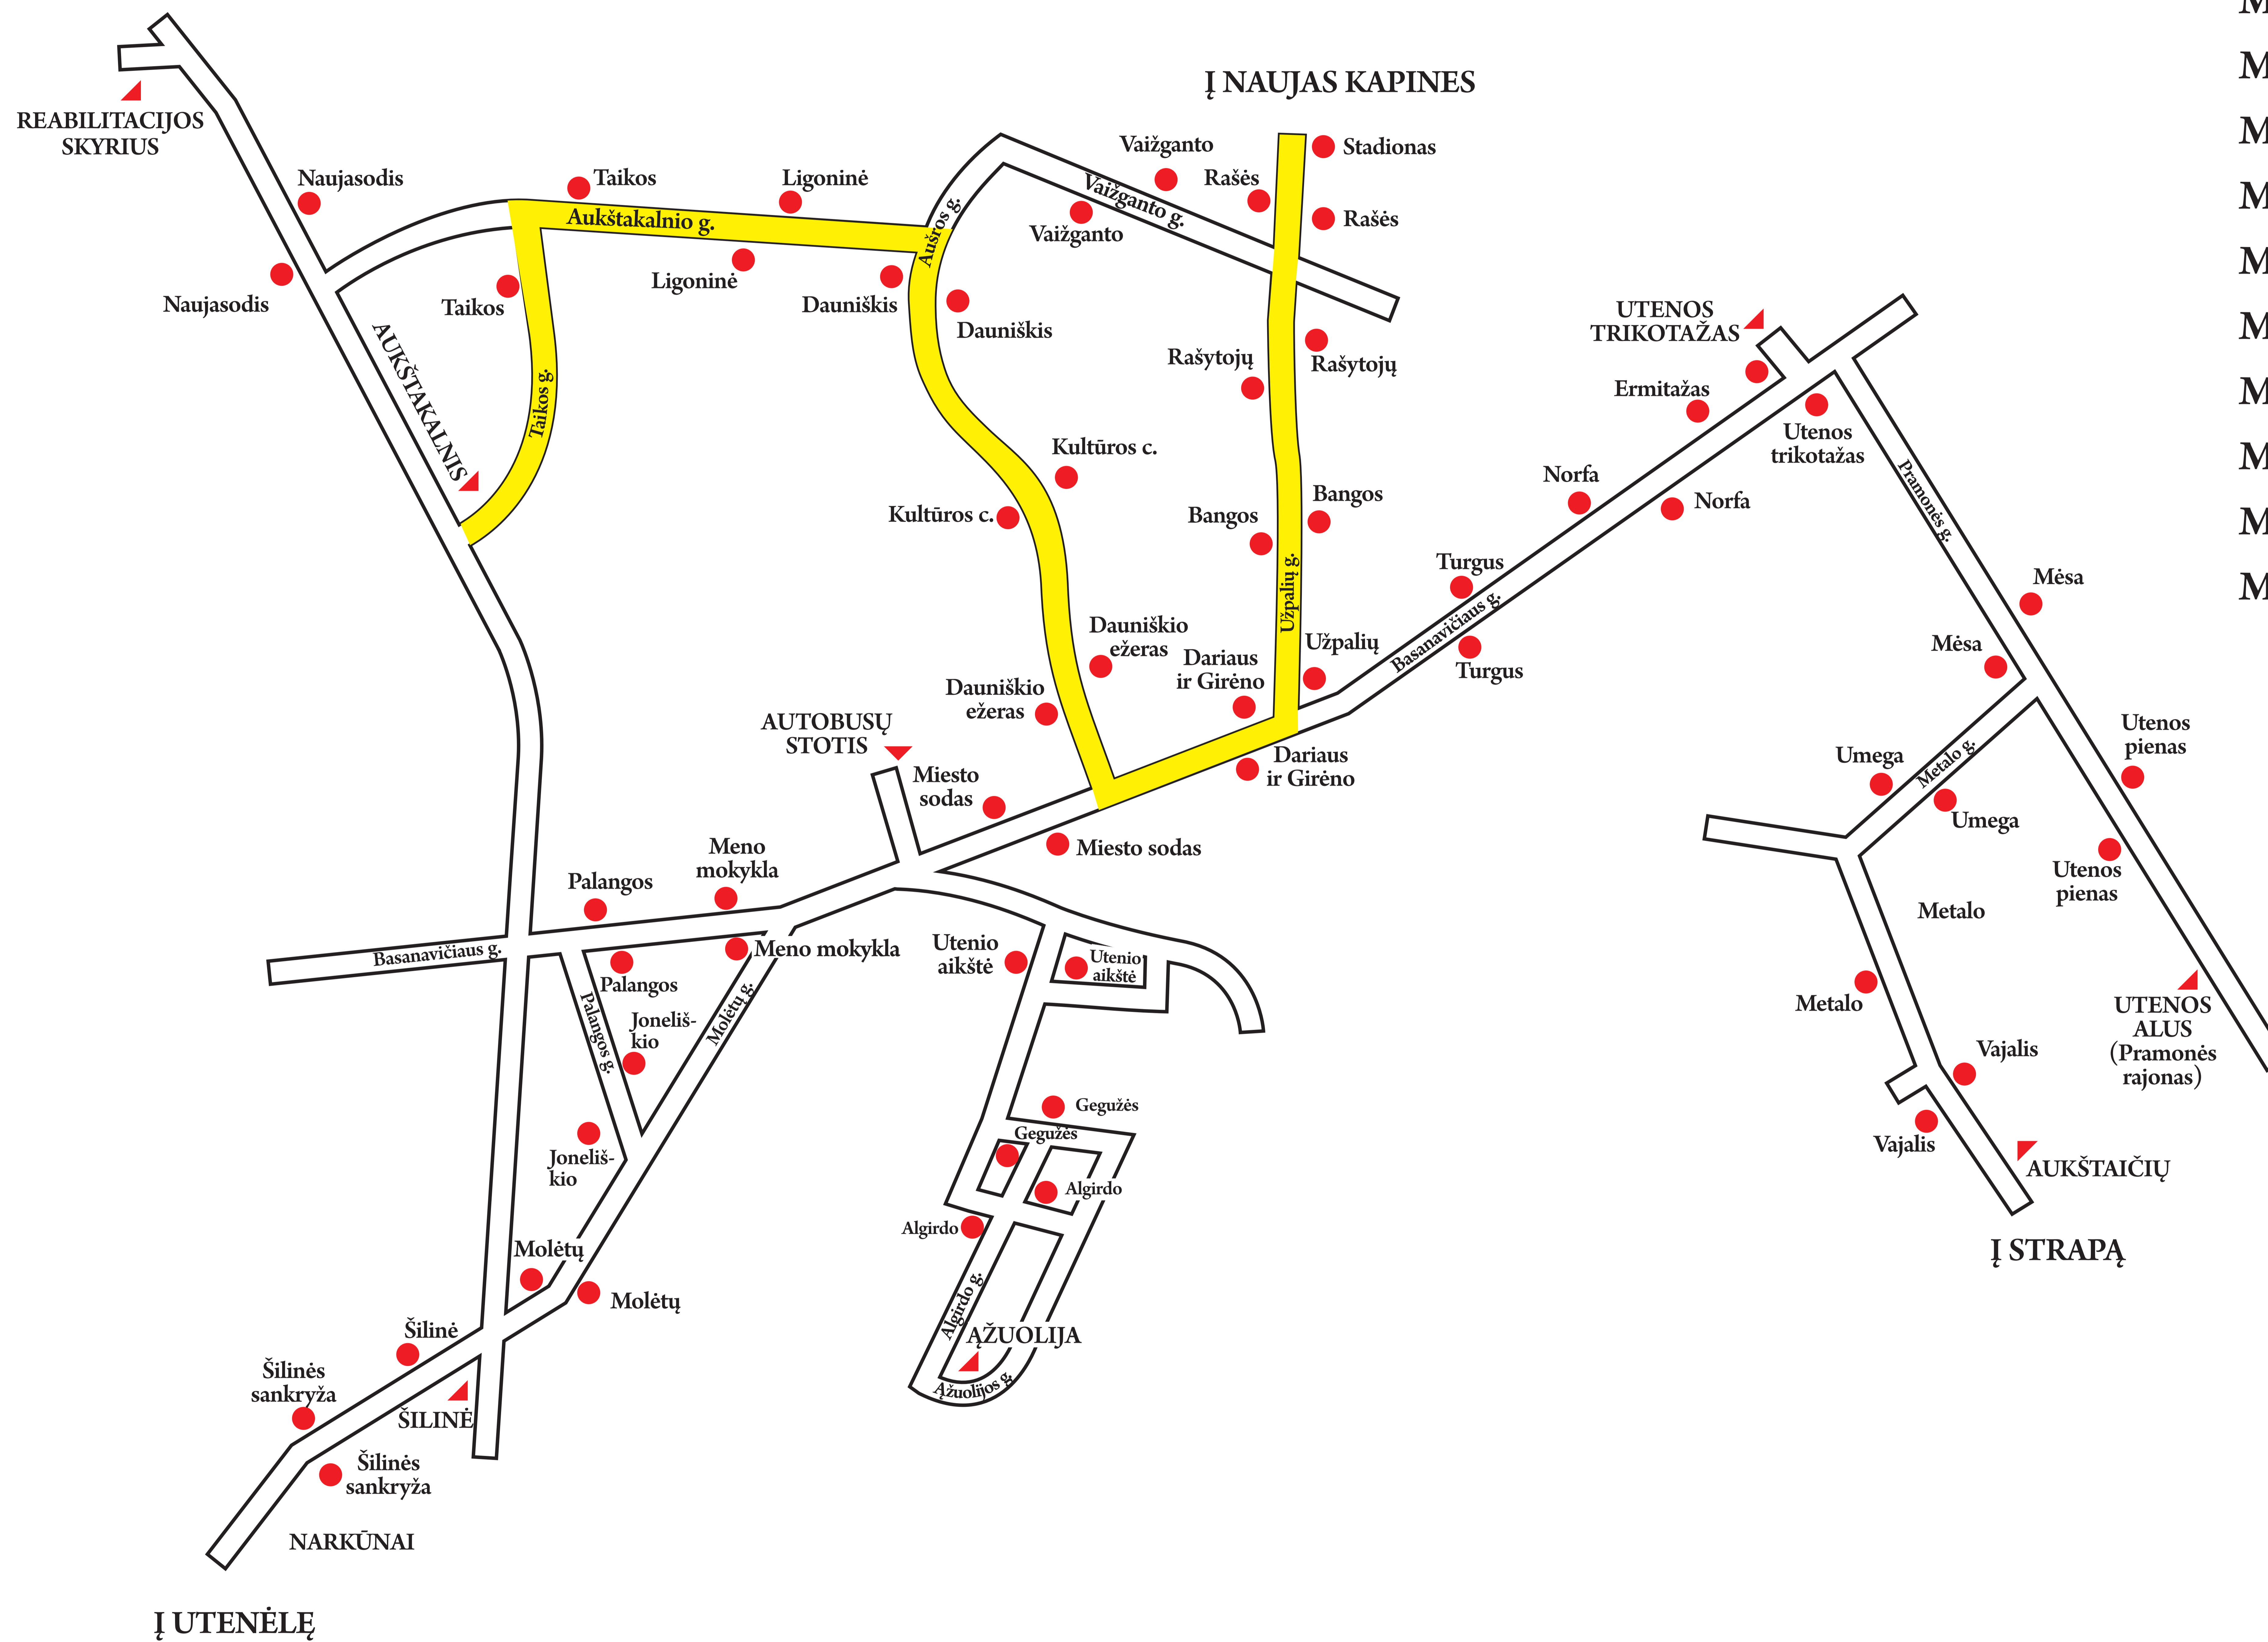 Į NAUJAS KAPINES
REABILITACIJOS
SKYRIUS
Naujasodis
Naujasodis
Taikos
Aukštakalnio g.
Ligoninė
Ligoninė
Taikos
Taikos g.
AUKŠTAKALNIS
Aušros g.
Dauniškis
Dauniškis
Vaižganto
Vaižganto
Vaižganto g.
Rašės
Stadionas
Rašės
Rašytojų
Rašytojų
Kultūros c.
Kultūros c.
Bangos
Bangos
Užpalių g.
Dauniškio
ežeras
Dauniškio
ežeras
Dariaus
ir Girėno
Užpalių
Dariaus
ir Girėno
UTENOS
TRIKOTAŽAS
Ermitažas
Utenos
trikotažas
Norfa
Norfa
Turgus
Basanavičiaus g.
Turgus
Pramonės g.
Mėsa
Mėsa
Utenos
pienas
Umega
Metalo g.
Umega
Utenos
pienas
Metalo
Metalo
Vajalis
Vajalis
UTENOS
ALUS
(Pramonės
rajonas)
AUKŠTAIČIŲ
Į STRAPĄ
AUTOBUSŲ
STOTIS
Miesto
sodas
Miesto sodas
Meno
mokykla
Palangos
Basanavičiaus g.
Meno mokykla
Palangos
Palangos g.
Joneliš-
kio
Molėtų g.
Joneliš-
kio
Utenio
aikštė
Utenio
aikštė
Gegužės
Gegužės
Algirdo
Algirdo
Algirdo g.
ĄŽUOLIJA
Ąžuolijos g.
Molėtų
Molėtų
Šilinė
Šilinės
sankryža
ŠILINĖ
Šilinės
sankryža
NARKŪNAI
Į UTENĖLĘ
M
M
M
M
M
M
M
M
M